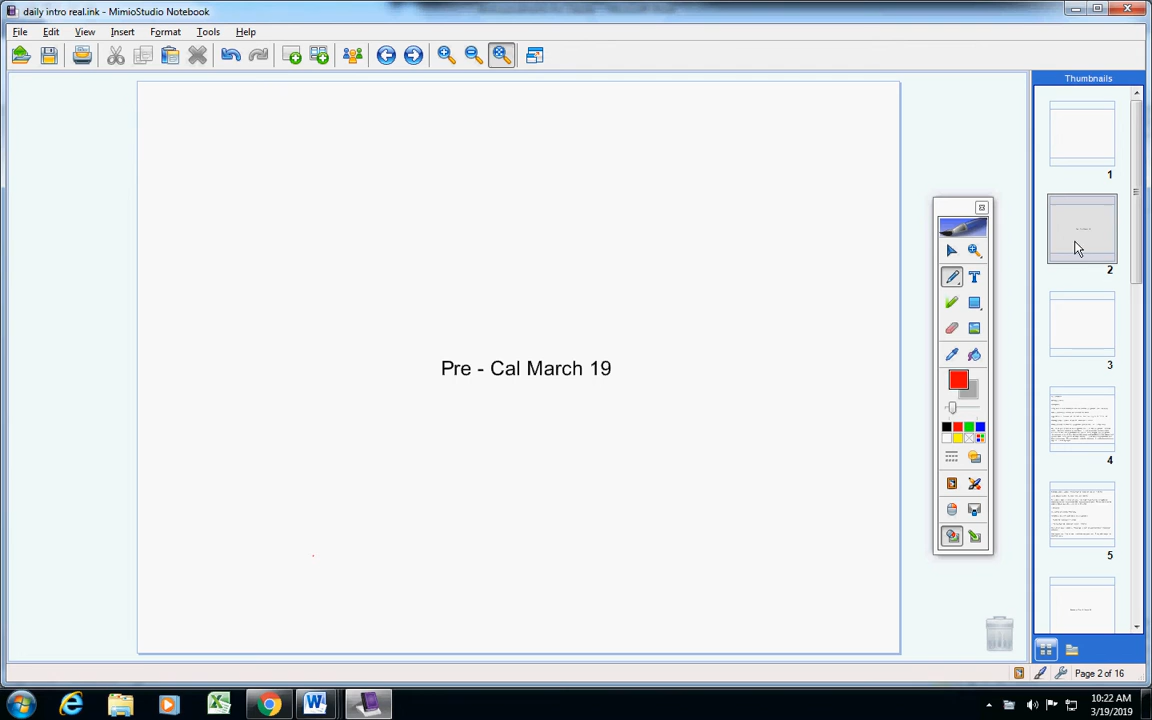 daily intro real.ink - MimioStudio Notebook
File Edit View Insert Format Tools Help
Thumbnails
1
2
3
4
5
Pre - Cal March 19
Page 2 of 16
10:22 AM
3/19/2019